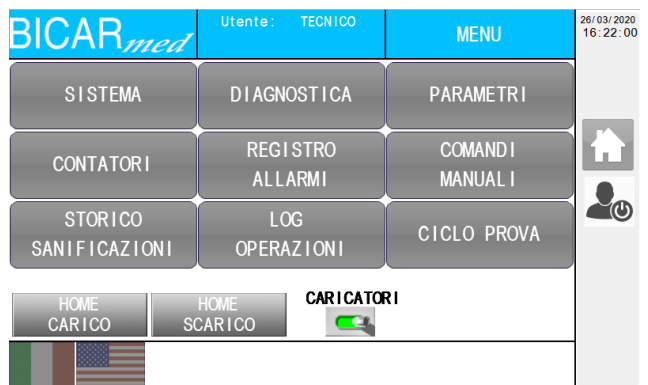 BICARmed
Utente: TECNICO
MENU
26/03/2020
16:22:00
SISTEMA
DIAGNOSTICA
PARAMETRI
CONTATORI
REGISTRO
ALLARMI
COMANDI
MANUALI
STORICO
SANIFICAZIONI
LOG
OPERAZIONI
CICLO PROVA
HOME
CARICO
HOME
SCARICO
CARICATORI